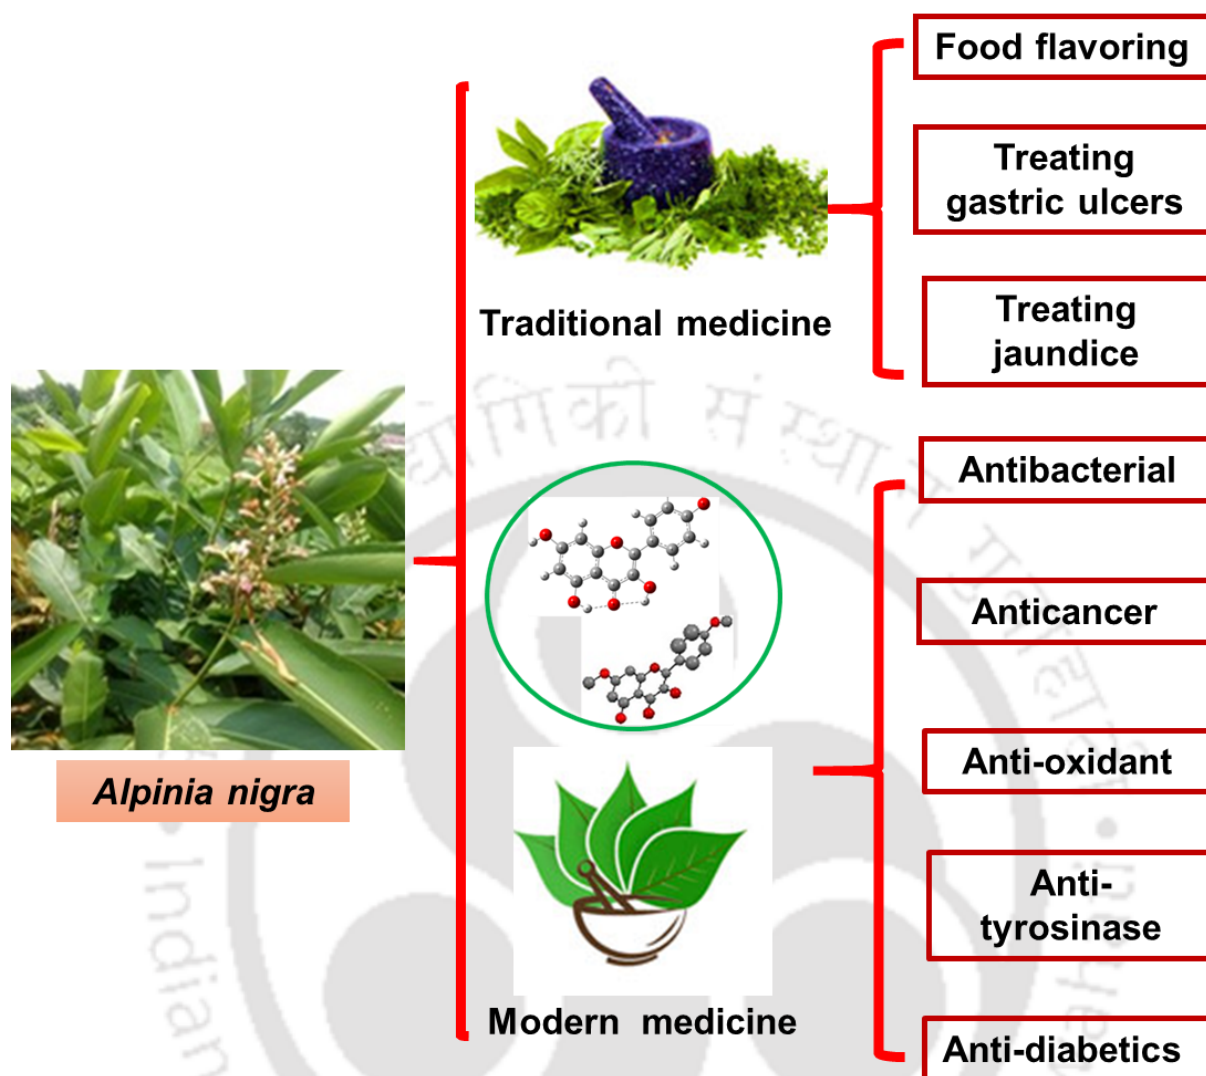 Food flavoring
Treating
gastric ulcers
Treating
jaundice
Traditional medicine
Antibacterial
Anticancer
Anti-oxidant
Anti-
tyrosinase
Anti-diabetics
Alpinia nigra
Modern medicine
Indian